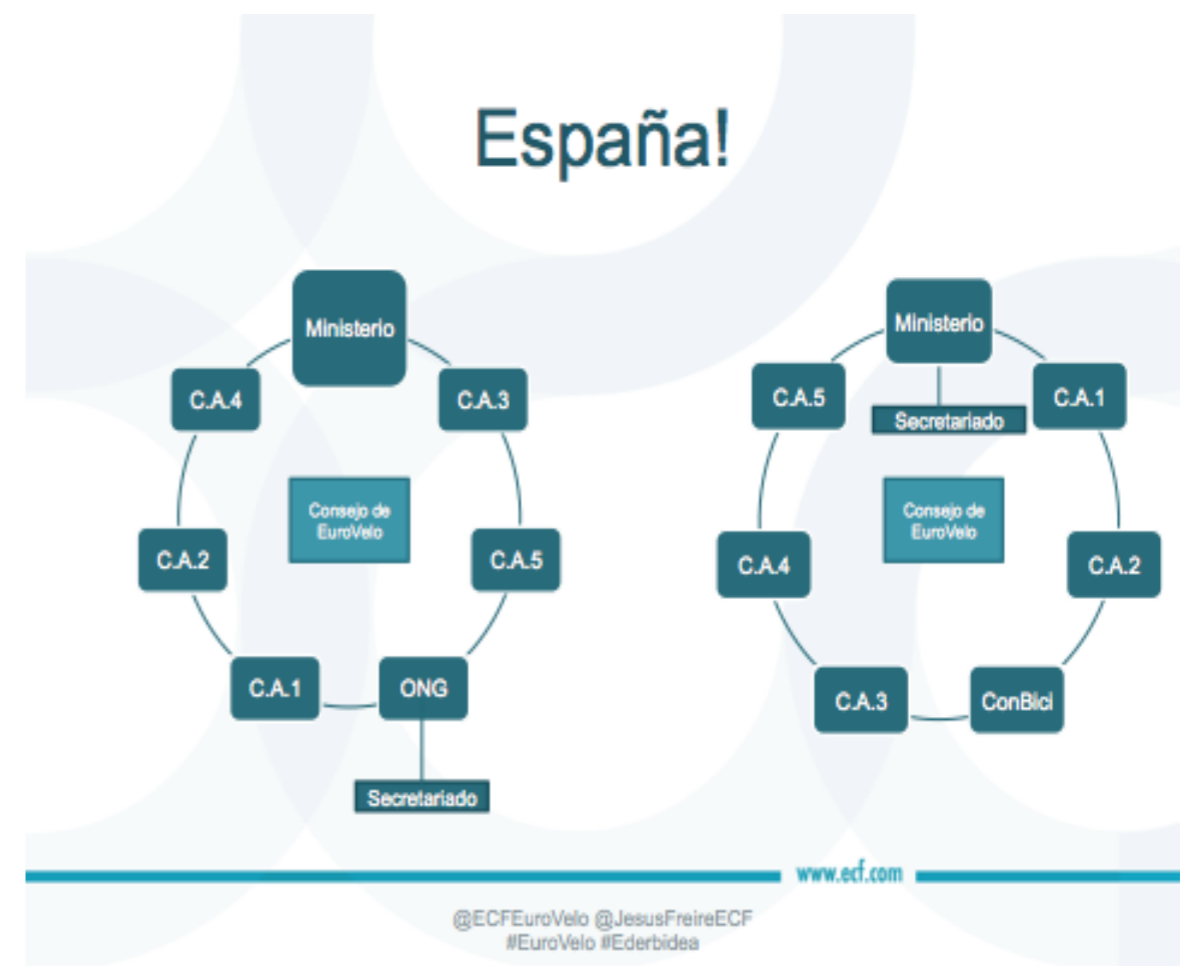 España!
Ministerio
C.A.4
C.A.3
Consejo de
EuroVelo
C.A.2
C.A.5
C.A.1
ONG
Secretariado
Ministerio
C.A.5
C.A.1
Secretariado
Consejo de
EuroVelo
C.A.4
C.A.2
C.A.3
ConBici
www.ecf.com
@ECFEuroVelo @JesusFreireECF
#EuroVelo #Ederbidea